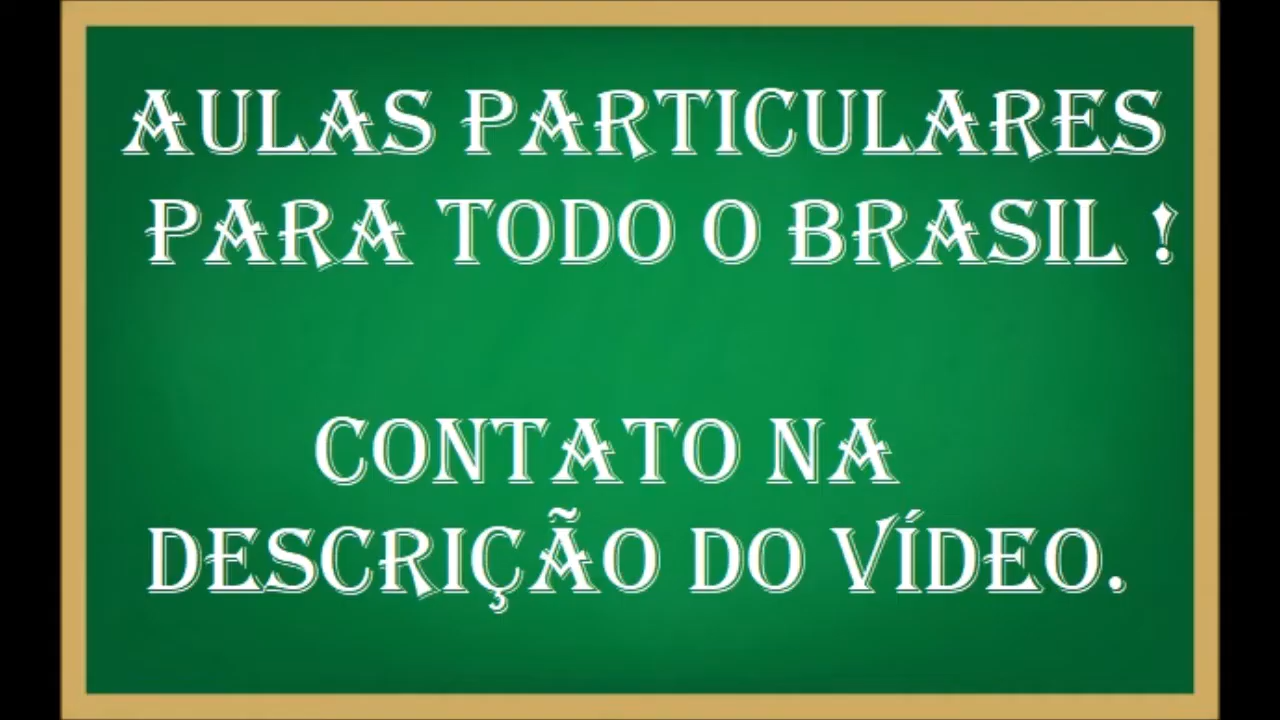 AULAS PARTICULARES
PARA TODO O BRASIL !
CONTATO NA
DESCRIÇÃO DO VÍDEO.